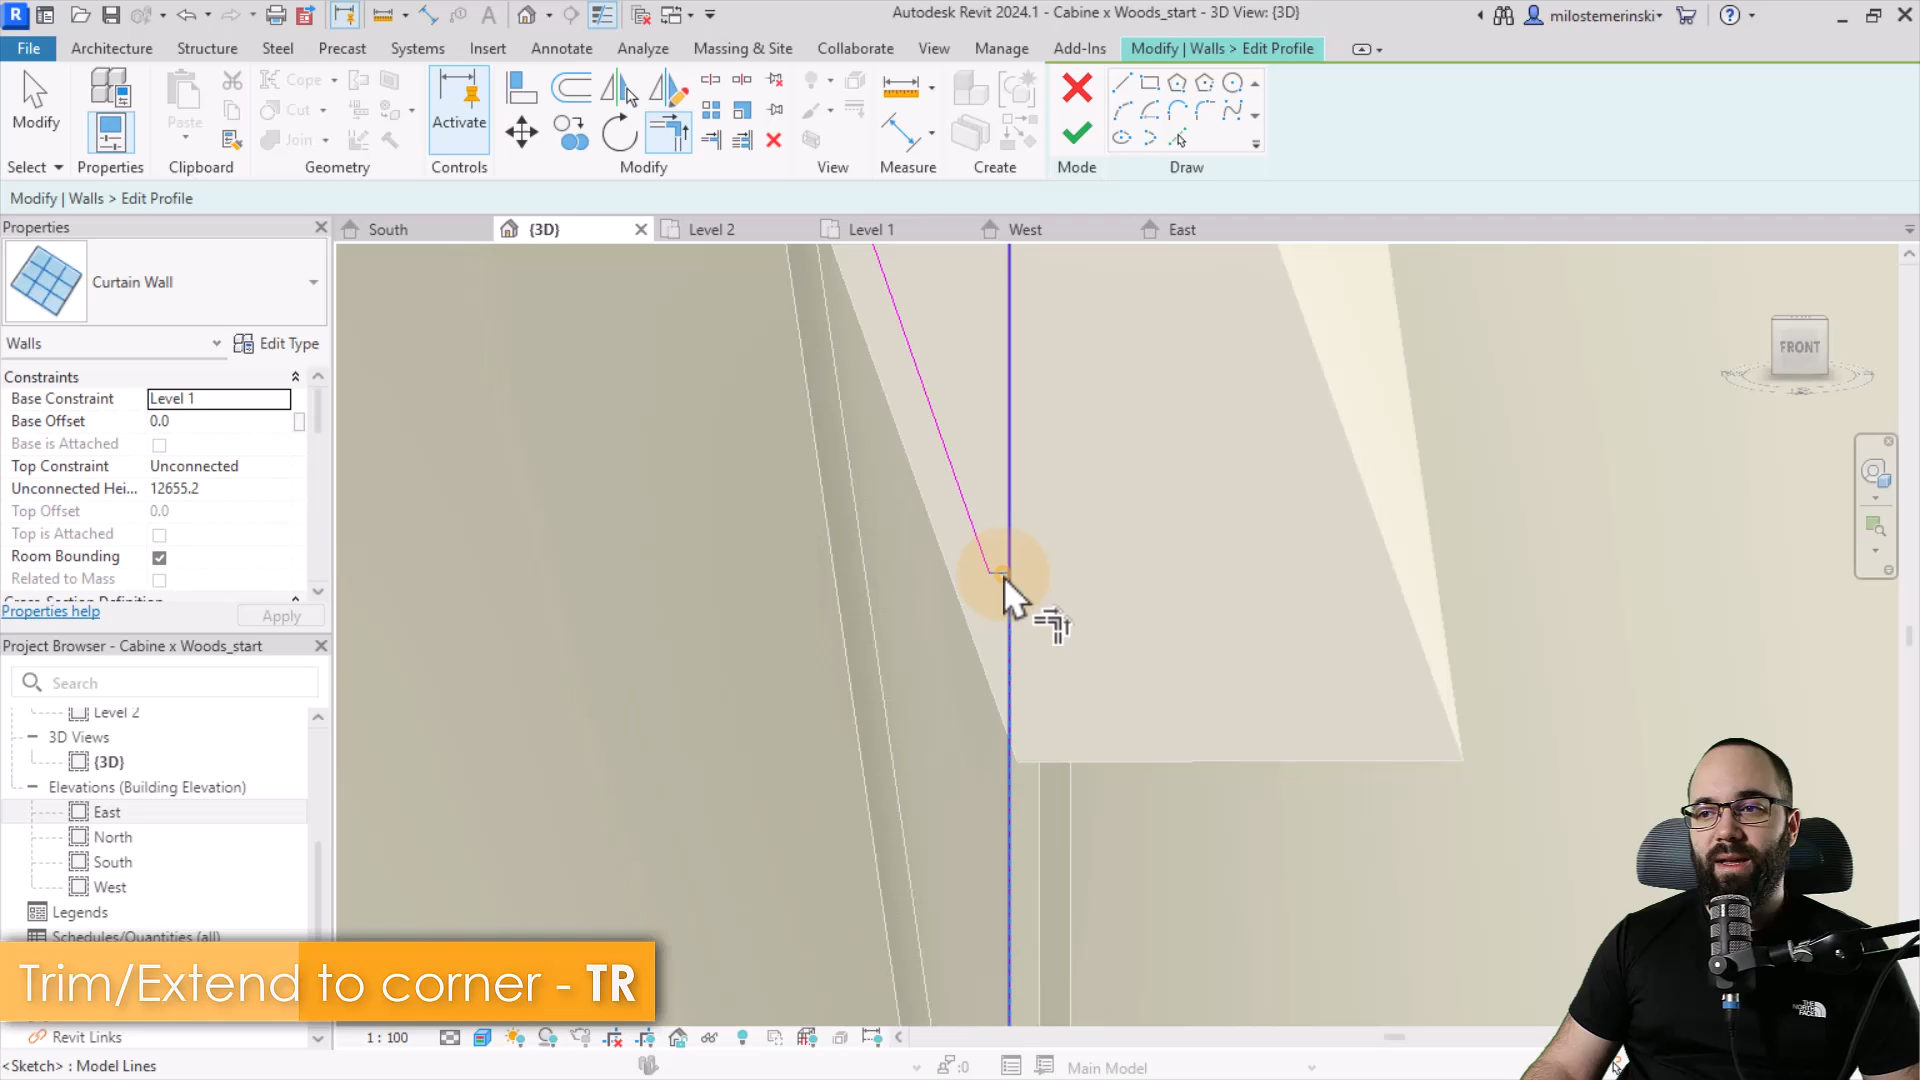 Autodesk Revit 2024.1 - Cabine x Woods_start - 3D View: {3D}
milostemerinski
File
Architecture
Structure
Steel
Precast
Systems
Insert
Annotate
Analyze
Massing & Site
Collaborate
View
Manage
Add-Ins
Modify | Walls > Edit Profile
Modify
Paste
Cope
Cut
Join
Activate
Select
Properties
Clipboard
Geometry
Controls
Modify
View
Measure
Create
Mode
Draw
Modify | Walls > Edit Profile
Properties
South
{3D}
Level 2
Level 1
West
East
Curtain Wall
Walls
Edit Type
Constraints
Base Constraint Level 1
Base Offset 0.0
Base is Attached
Top Constraint Unconnected
Unconnected Hei... 12655.2
Top Offset 0.0
Top is Attached
Room Bounding
Related to Mass
Cross-Section Definition
Properties help
Apply
FRONT
Project Browser - Cabine x Woods_start
Search
Level 2
3D Views
{3D}
Elevations (Building Elevation)
East
North
South
West
Legends
Schedules/Quantities (all)
Trim/Extend to corner - TR
Revit Links
1 : 100
<Sketch> : Model Lines
:0
Main Model
THE
NORTH
FACE